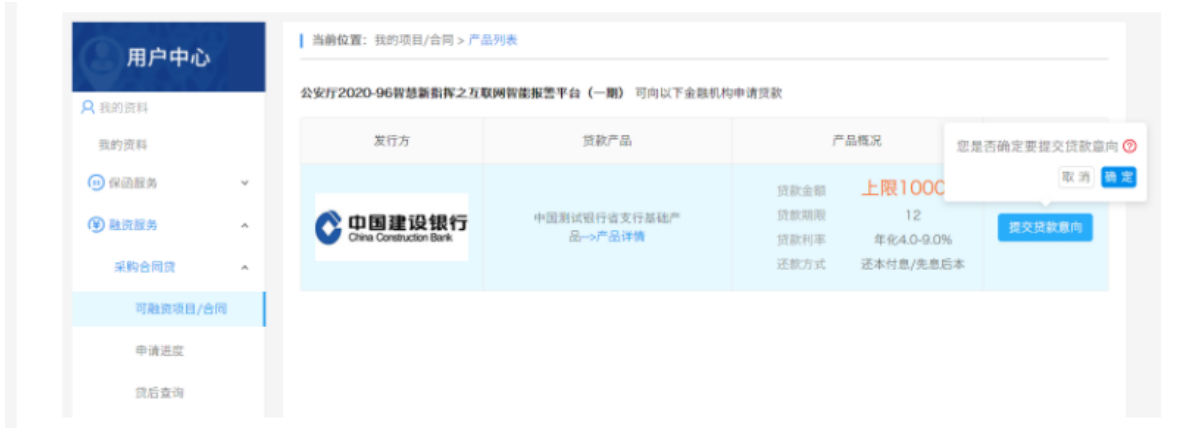 用户中心
当前位置：我的项目/合同 > 产品列表
公安厅2020-96智慧新指挥之互联网智能报警平台（一期） 可向以下金融机构申请贷款
我的资料
我的资料
保函服务
融资服务
采购合同贷
可融资项目/合同
申请进度
贷后查询
发行方
贷款产品
产品概况
您是否确定要提交贷款意向
取消 确定
中国建设银行
China Construction Bank
中国测试银行省支行基础产
品-->产品详情
贷款金额 上限1000
贷款期限 12
贷款利率 年化4.0-9.0%
还款方式 还本付息/先息后本
提交贷款意向